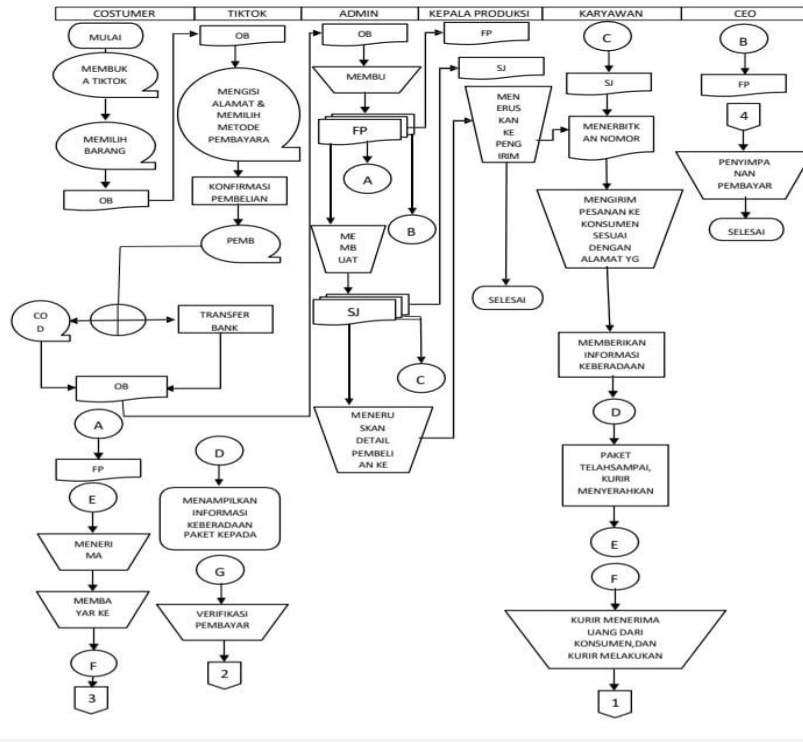 COSTUMER
TIKTOK
ADMIN
KEPALA PRODUKSI
KARYAWAN
CEO
MULAI
MEMBUK
A TIKTOK
MEMILIH
BARANG
OB
CO
D
OB
A
FP
E
MENERI
MA
MEMBA
YAR KE
F
3
OB
MENGISI
ALAMAT &
MEMILIH
METODE
PEMBAYARA
KONFIRMASI
PEMBELIAN
PEMB
TRANSFER
BANK
D
MENAMPILKAN
INFORMASI
KEBERADAAN
PAKET KEPADA
G
VERIFIKASI
PEMBAYAR
2
OB
MEMBU
FP
A
B
ME
MB
UAT
SJ
C
MENERU
SKAN
DETAIL
PEMBELI
AN KE
FP
SJ
MEN
ERUS
KAN
KE
PENG
IRIM
SELESAI
C
SJ
MENERBITK
AN NOMOR
MENGIRIM
PESANAN KE
KONSUMEN
SESUAI
DENGAN
ALAMAT YG
MEMBERIKAN
INFORMASI
KEBERADAAN
D
PAKET
TELAHSAMPAI,
KURIR
MENYERAHKAN
E
F
KURIR MENERIMA
UANG DARI
KONSUMEN,DAN
KURIR MELAKUKAN
1
B
FP
4
PENYIMPA
NAN
PEMBAYAR
SELESAI